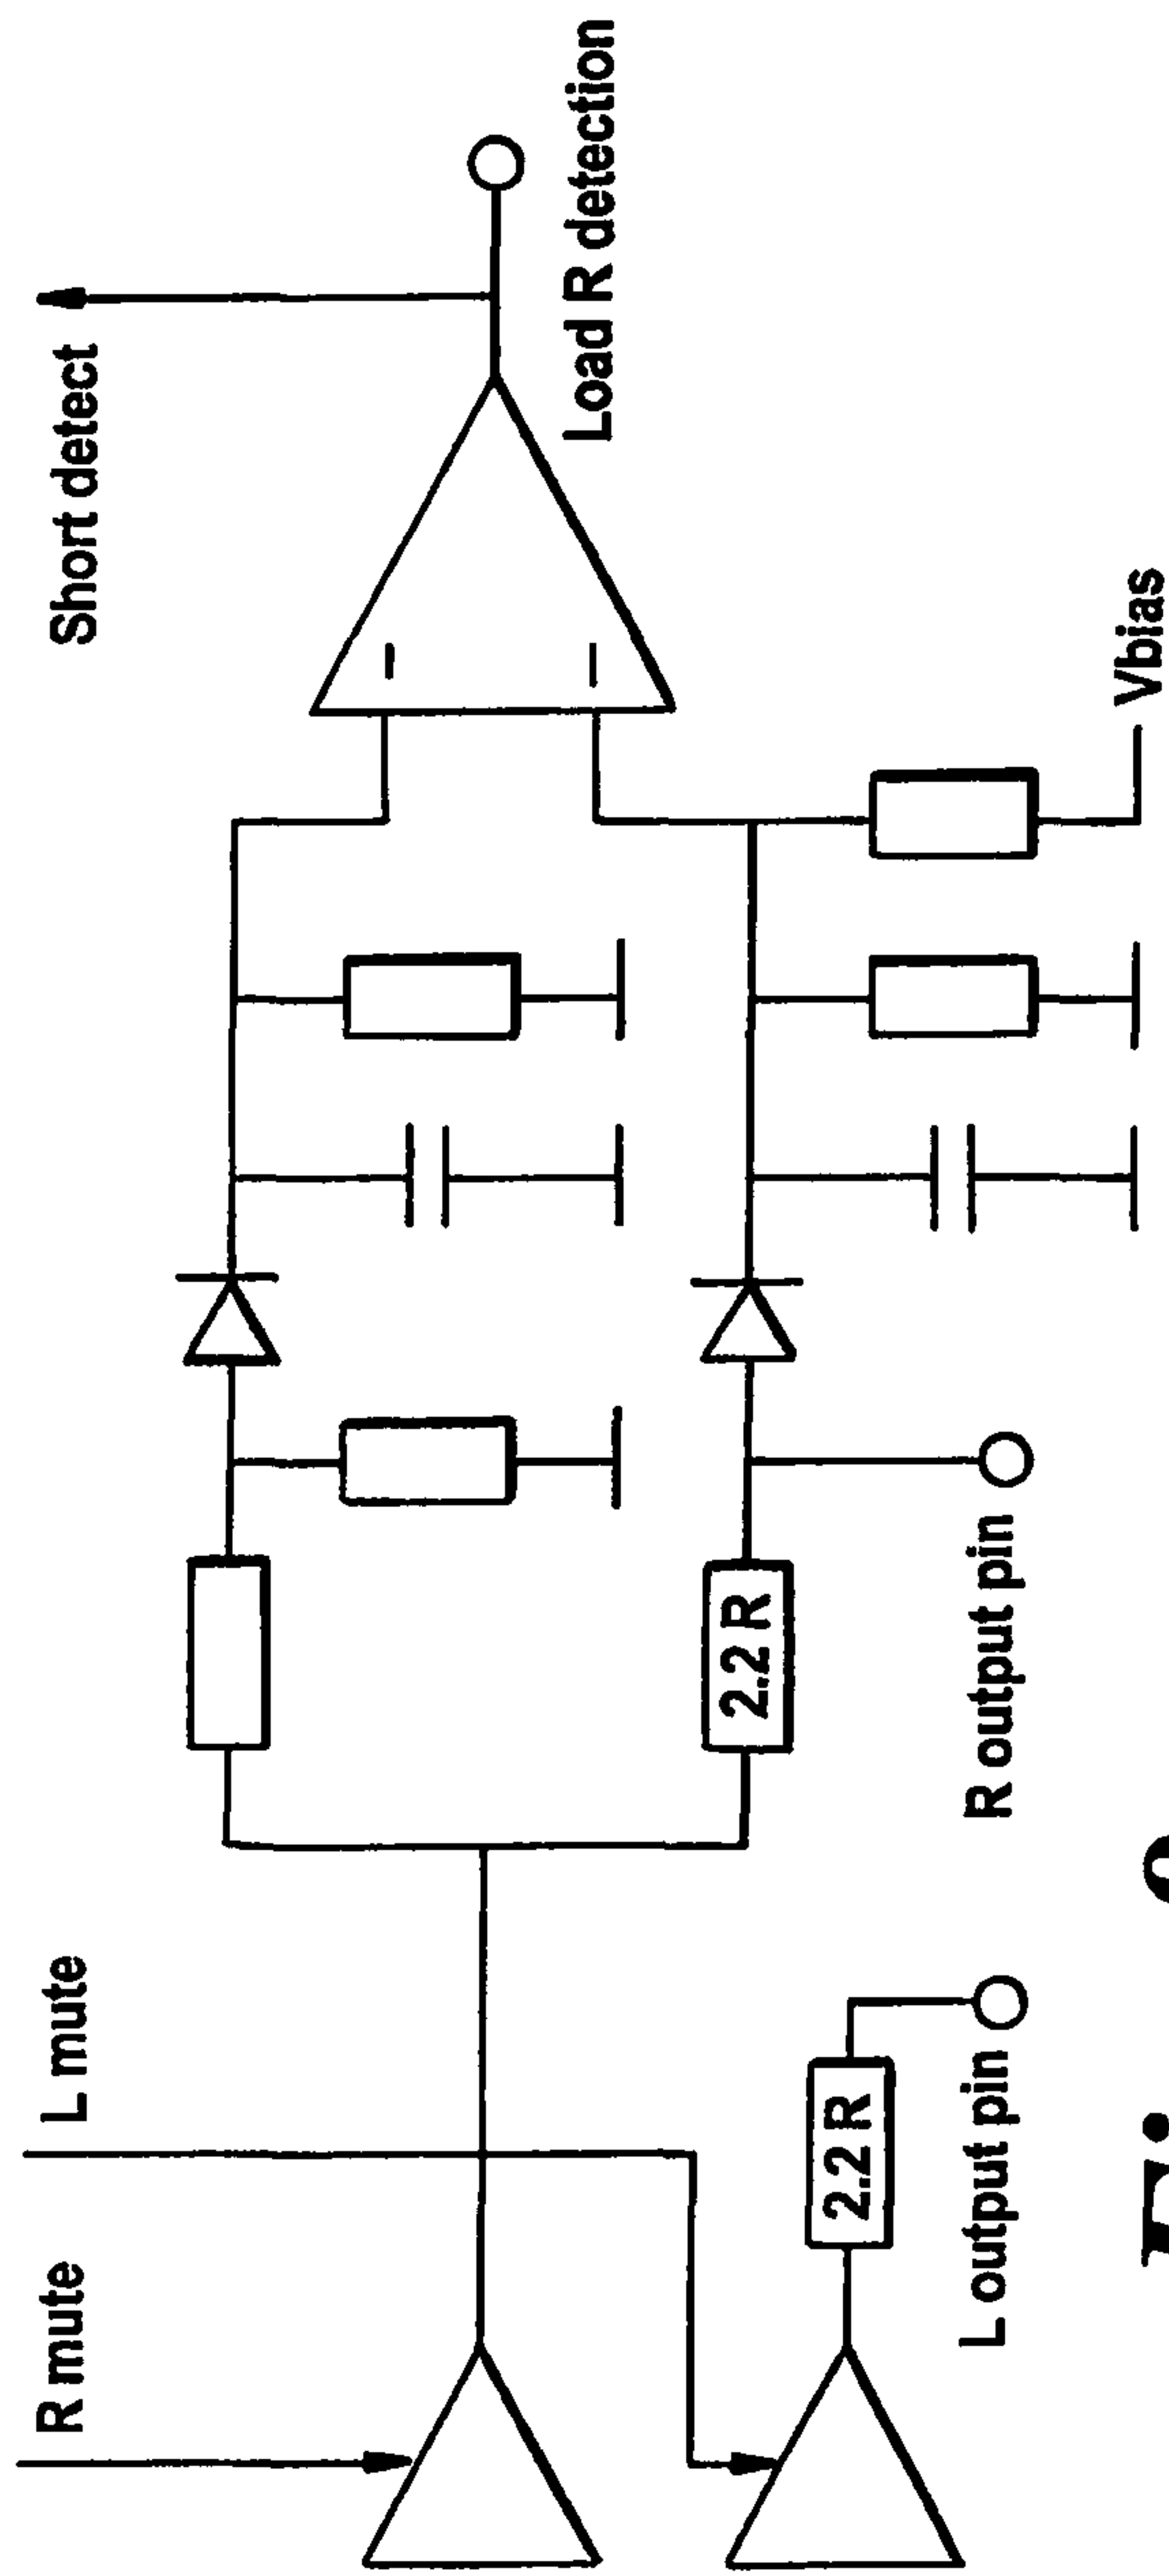 R mute
L mute
Short detect
Load R detection
2.2 R
2.2 R
L output pin
R output pin
Vbias